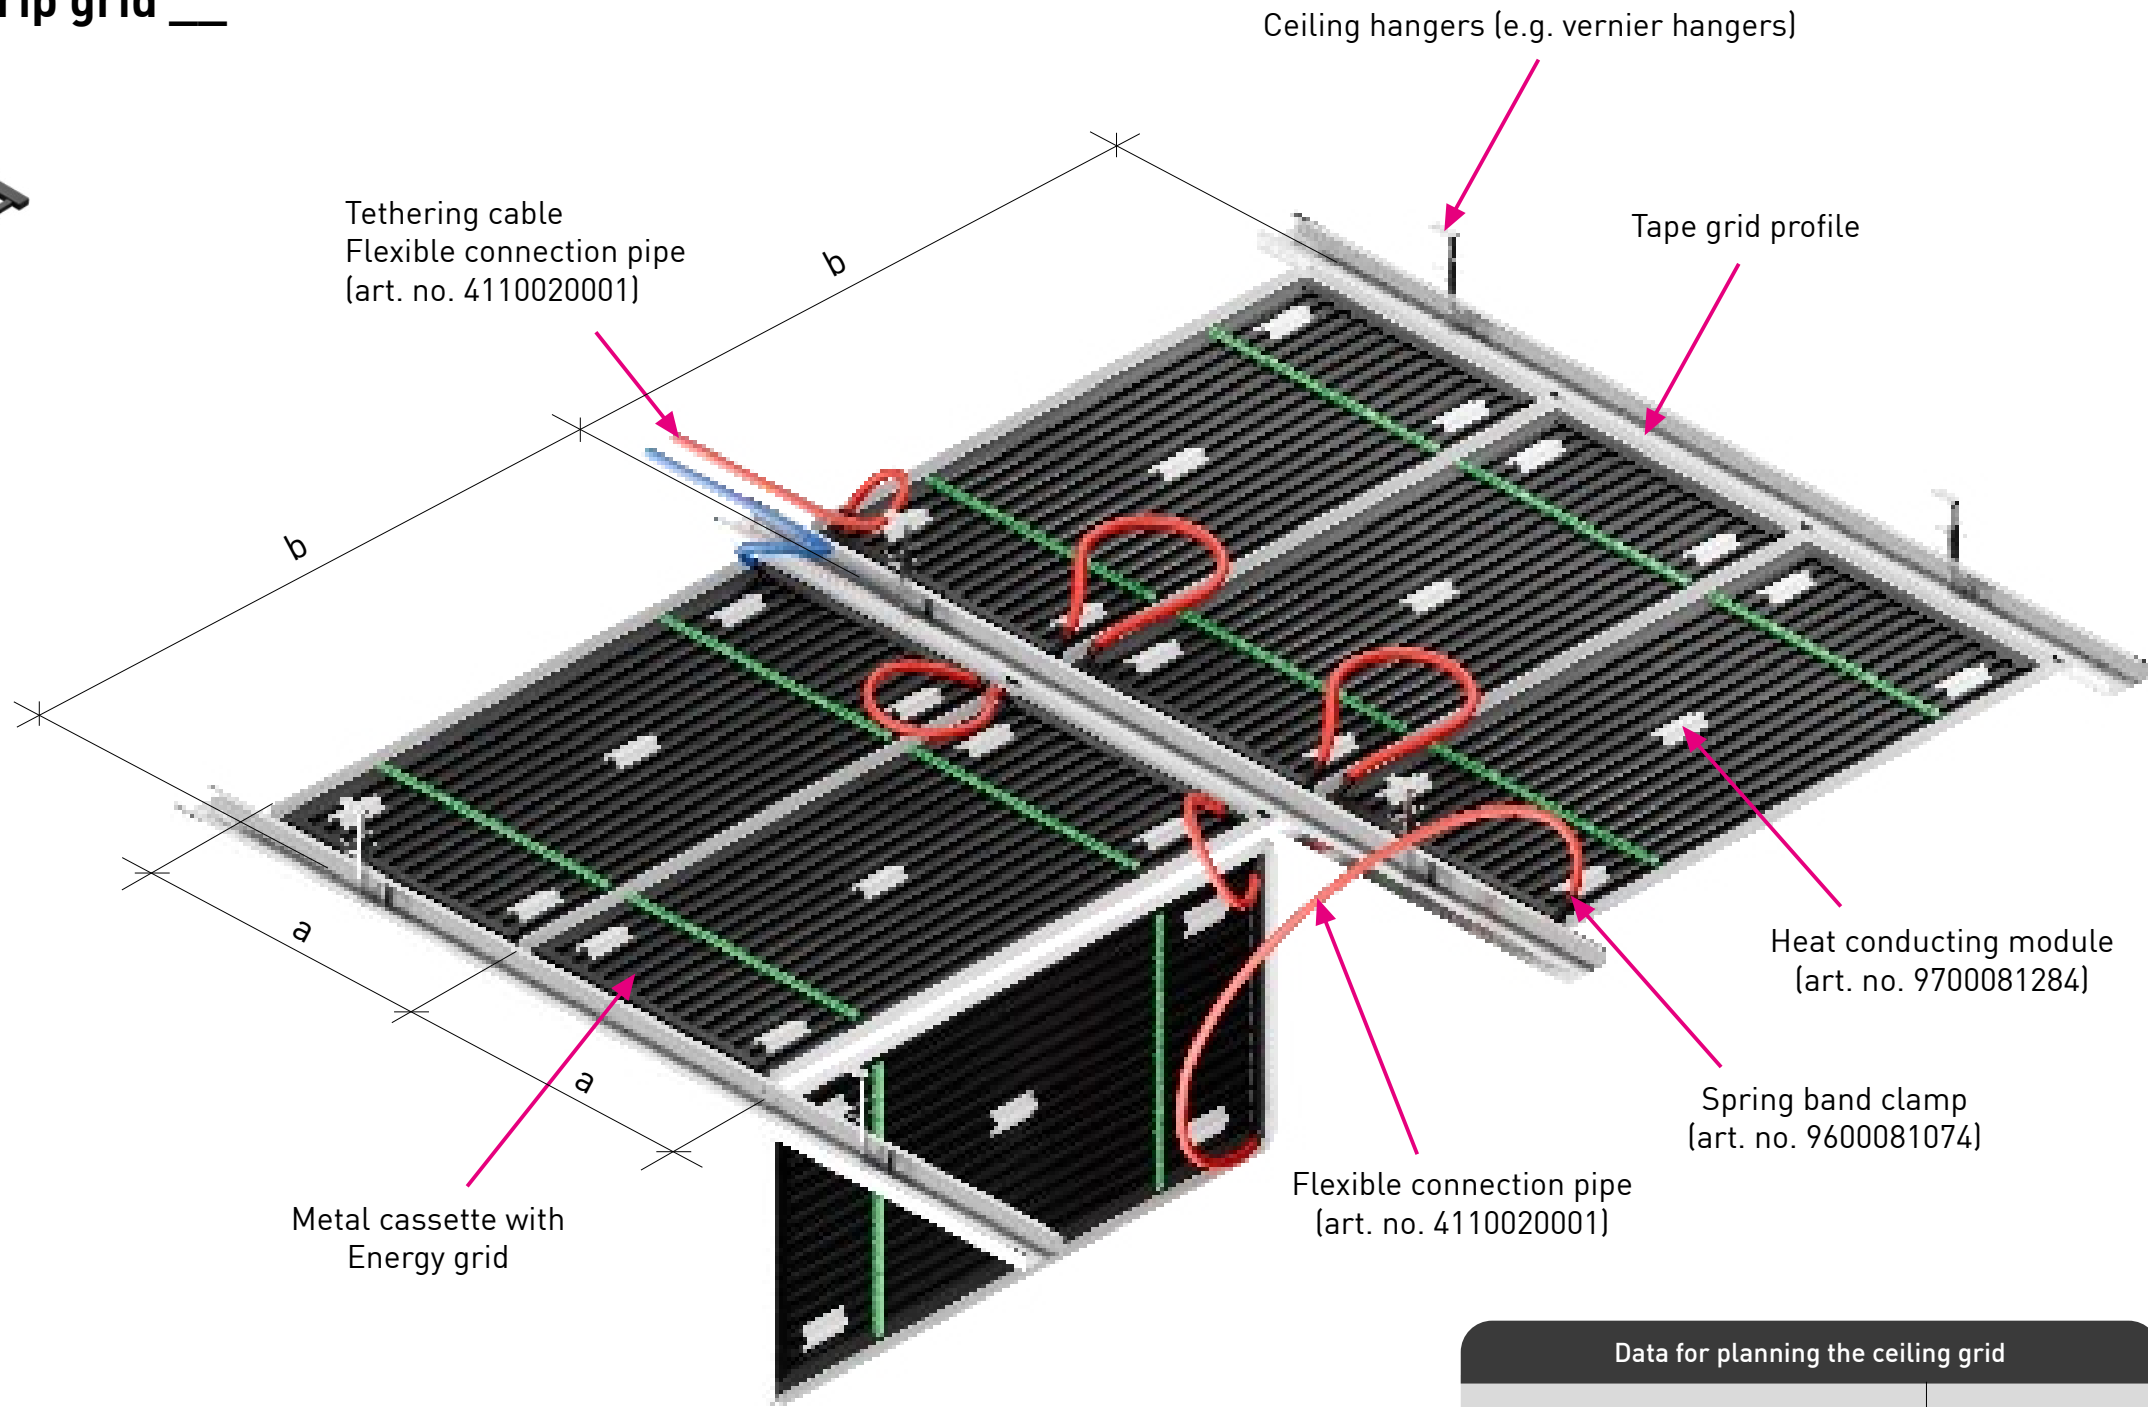 grid __
Ceiling hangers (e.g. vernier hangers)
Tethering cable
Flexible connection pipe
(art. no. 4110020001)
b
Tape grid profile
b
a
a
Heat conducting module
(art. no. 9700081284)
Spring band clamp
(art. no. 9600081074)
Flexible connection pipe
(art. no. 4110020001)
Metal cassette with
Energy grid
Data for planning the ceiling grid